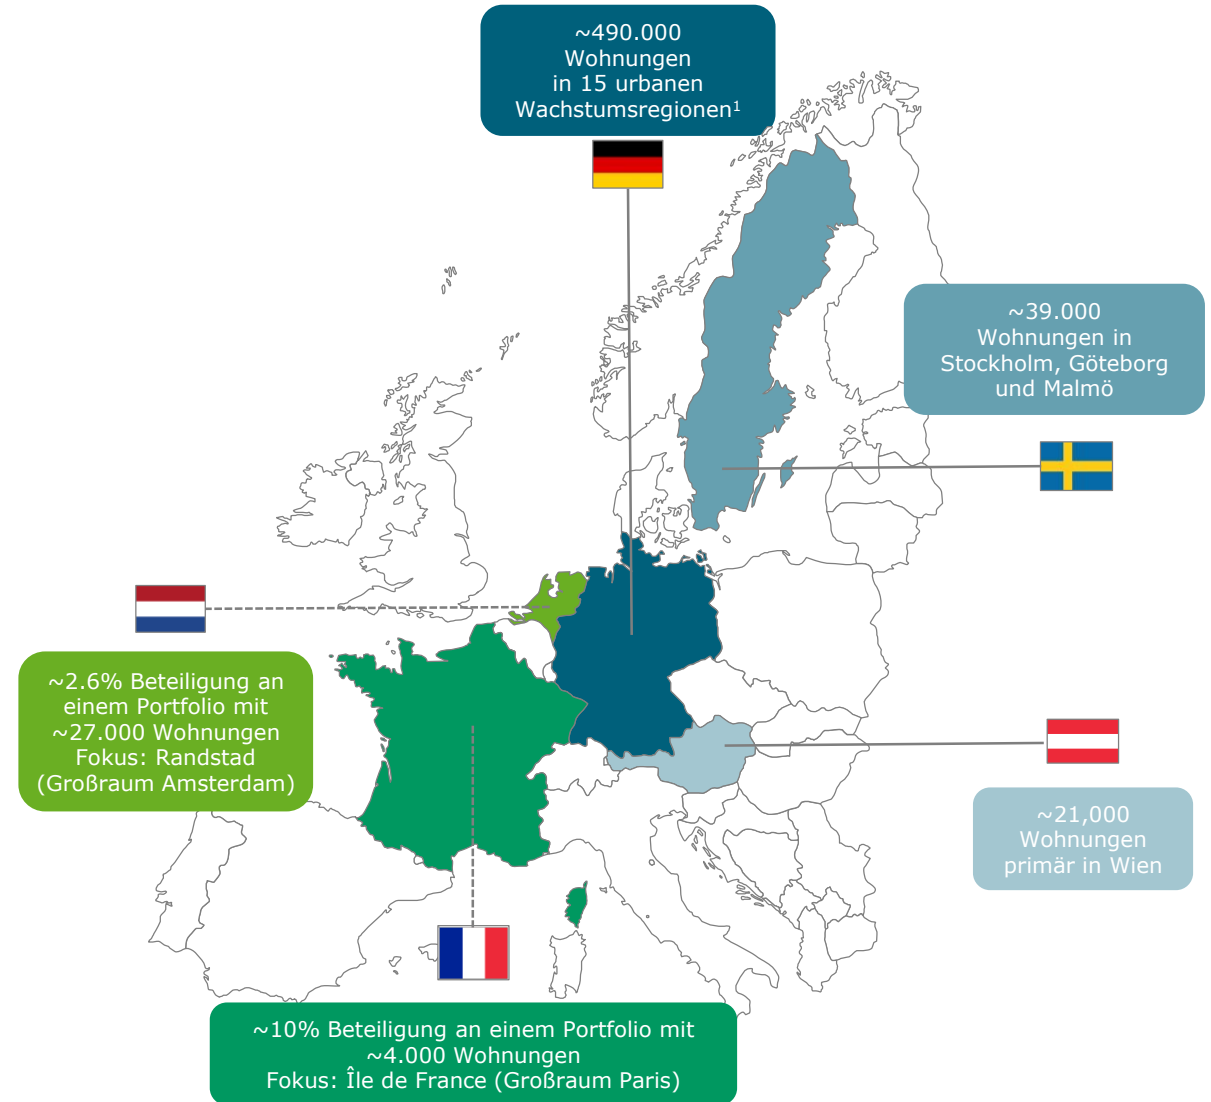 ~490.000
Wohnungen
in 15 urbanen
Wachstumsregionen¹
~39.000
Wohnungen in
Stockholm, Göteborg
und Malmö
~2.6% Beteiligung an
einem Portfolio mit
~27.000 Wohnungen
Fokus: Randstad
(Großraum Amsterdam)
~21,000
Wohnungen
primär in Wien
~10% Beteiligung an einem Portfolio mit
~4.000 Wohnungen
Fokus: Île de France (Großraum Paris)